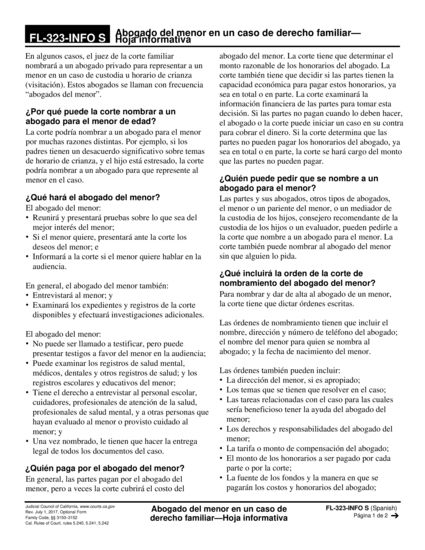 FL-323-INFO S
Abogado del menor en un caso de derecho familiar—
Hoja informativa
En algunos casos, el juez de la corte familiar
nombrará a un abogado privado para representar a un
menor en un caso de custodia u horario de crianza
(visitación). Estos abogados se llaman con frecuencia
“abogados del menor”.
¿Por qué puede la corte nombrar a un
abogado para el menor de edad?
La corte podría nombrar a un abogado para el menor
por muchas razones distintas. Por ejemplo, si los
padres tienen un desacuerdo significativo sobre temas
de horario de crianza, y el hijo está estresado, la corte
podría nombrar a un abogado para que represente al
menor en el caso.
¿Qué hará el abogado del menor?
El abogado del menor:
• Reunirá y presentará pruebas sobre lo que sea del
mejor interés del menor;
• Si el menor quiere, presentará ante la corte los
deseos del menor; e
• Informará a la corte si el menor quiere hablar en la
audiencia.
En general, el abogado del menor también:
• Entrevistará al menor; y
• Examinará los expedientes y registros de la corte
disponibles y efectuará investigaciones adicionales.
El abogado del menor:
• No puede ser llamado a testificar, pero puede
presentar testigos a favor del menor en la audiencia;
• Puede examinar los registros de salud mental,
médicos, dentales y otros registros de salud; y los
registros escolares y educativos del menor;
• Tiene el derecho a entrevistar al personal escolar,
cuidadores, profesionales de atención de la salud,
profesionales de salud mental, y a otras personas que
hayan evaluado al menor o provisto cuidado al
menor; y
• Una vez nombrado, le tienen que hacer la entrega
legal de todos los documentos del caso.
¿Quién paga por el abogado del menor?
En general, las partes pagan por el abogado del
menor, pero a veces la corte cubrirá el costo del
abogado del menor. La corte tiene que determinar el
monto razonable de los honorarios del abogado. La
corte también tiene que decidir si las partes tienen la
capacidad económica para pagar estos honorarios, ya
sea en total o en parte. La corte examinará la
información financiera de las partes para tomar esta
decisión. Si las partes no pagan cuando lo deben hacer,
el abogado o la corte puede iniciar un caso en su contra
para cobrar el dinero. Si la corte determina que las
partes no pueden pagar los honorarios del abogado, ya
sea en total o en parte, la corte se hará cargo del monto
que las partes no pueden pagar.
¿Quién puede pedir que se nombre a un
abogado para el menor?
Las partes y sus abogados, otros tipos de abogados,
el menor o un pariente del menor, o un mediador de
la custodia de los hijos, consejero recomendante de la
custodia de los hijos o un evaluador, pueden pedirle a
la corte que nombre a un abogado para el menor. La
corte también puede nombrar al abogado del menor
sin que alguien lo pida.
¿Qué incluirá la orden de la corte de
nombramiento del abogado del menor?
Para nombrar y dar de alta al abogado de un menor,
la corte tiene que dictar órdenes escritas.
Las órdenes de nombramiento tienen que incluir el
nombre, dirección y número de teléfono del abogado;
el nombre del menor para quien se nombra al
abogado; y la fecha de nacimiento del menor.
Las órdenes también pueden incluir:
• La dirección del menor, si es apropiado;
• Los temas que se tienen que resolver en el caso;
• Las tareas relacionadas con el caso para las cuales
sería beneficioso tener la ayuda del abogado del
menor;
• Los derechos y responsabilidades del abogado del
menor;
• La tarifa o monto de compensación del abogado;
• El monto de los honorarios a ser pagado por cada
parte o por la corte;
• La fuente de los fondos y la manera en que se
pagarán los costos y honorarios del abogado;
Judicial Council of California, www.courts.ca.gov
Rev. July 1, 2017, Optional Form
Family Code, §§ 3150–3152
Cal. Rules of Court, rules 5.240, 5.241, 5.242
Abogado del menor en un caso de
derecho familiar—Hoja informativa
FL-323-INFO S (Spanish)
Página 1 de 2 →